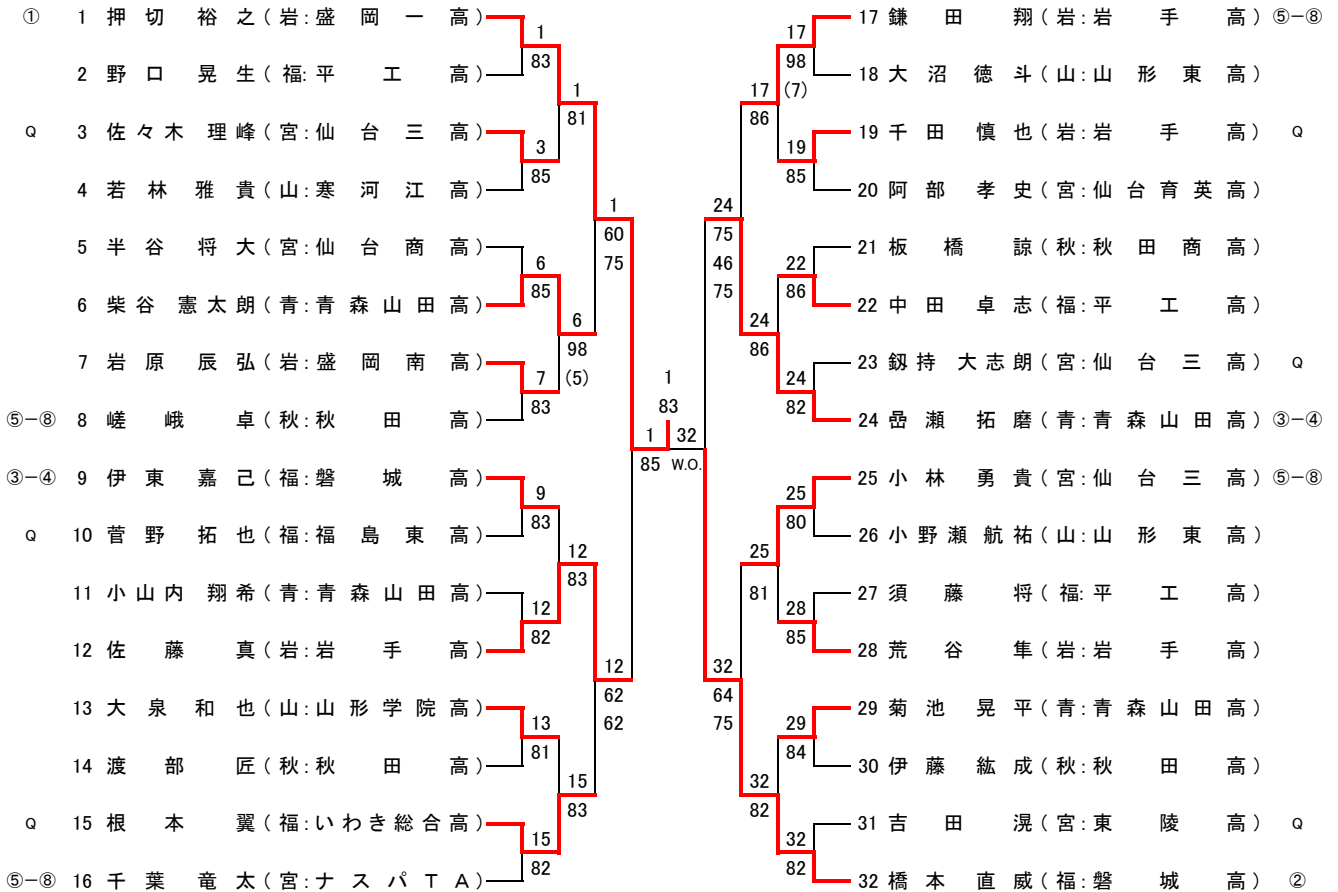 ① 1 押切裕之(岩:盛岡一高)
2 野口晃生(福:平工高)
Q 3 佐々木理峰(宮:仙台三高)
4 若林雅貴(山:寒河江高)
5 半谷将大(宮:仙台商高)
6 柴谷憲太朗(青:青森山田高)
7 岩原辰弘(岩:盛岡南高)
⑤-⑧ 8 嵯峨卓(秋:秋田高)
③-④ 9 伊東嘉己(福:磐城高)
Q 10 菅野拓也(福:福島東高)
11 小山内翔希(青:青森山田高)
12 佐藤真(岩:岩手高)
13 大泉和也(山:山形学院高)
14 渡部匠(秋:秋田高)
Q 15 根本翼(福:いわき総合高)
⑤-⑧ 16 千葉竜太(宮:ナスパTA)
1
83
3
85
6
85
7
83
9
83
12
82
13
81
15
82
1
81
6
98
(5)
12
83
15
83
1
60
75
12
62
62
1
85
1
83
32
W.O.
24
75
46
75
32
64
75
17
86
24
86
25
81
32
82
17
98
(7)
19
85
22
86
24
82
25
80
28
85
29
84
32
82
17 鎌田翔(岩:岩手高) ⑤-⑧
18 大沼徳斗(山:山形東高)
19 千田慎也(岩:岩手高) Q
20 阿部孝史(宮:仙台育英高)
21 板橋諒(秋:秋田商高)
22 中田卓志(福:平工高)
23 釼持大志朗(宮:仙台三高) Q
24 嵒瀬拓磨(青:青森山田高) ③-④
25 小林勇貴(宮:仙台三高) ⑤-⑧
26 小野瀬航祐(山:山形東高)
27 須藤将(福:平工高)
28 荒谷隼(岩:岩手高)
29 菊池晃平(青:青森山田高)
30 伊藤紘成(秋:秋田高)
31 吉田滉(宮:東陵高) Q
32 橋本直威(福:磐城高) ②